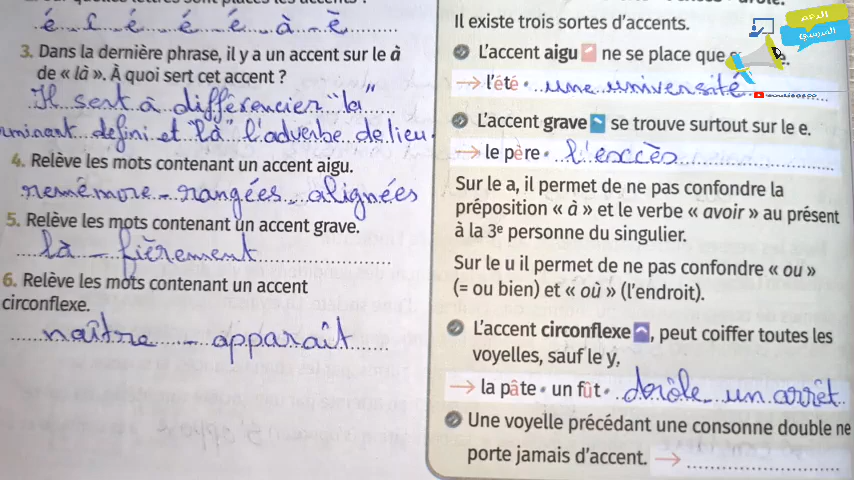 é é é é à è
3. Dans la dernière phrase, il y a un accent sur le à
de « là ». À quoi sert cet accent ?
Il sert à différencier "la"
défini et "là" l'adverbe de lieu.
4. Relève les mots contenant un accent aigu.
remémore - rangées - alignées
5. Relève les mots contenant un accent grave.
là - fièrement
6. Relève les mots contenant un accent
circonflexe.
naître - apparaît
Il existe trois sortes d'accents.
L'accent aigu ne se place que
→ l'été • une université
L'accent grave se trouve surtout sur le e.
→ le père • l'exccès
Sur le a, il permet de ne pas confondre la
préposition « à » et le verbe « avoir » au présent
à la 3e personne du singulier.
Sur le u il permet de ne pas confondre « ou »
(= ou bien) et « où » (l'endroit).
L'accent circonflexe, peut coiffer toutes les
voyelles, sauf le y.
→ la pâte • un fût • drôle un arrêt
Une voyelle précédant une consonne double ne
porte jamais d'accent. →
الدعم
المدرسي